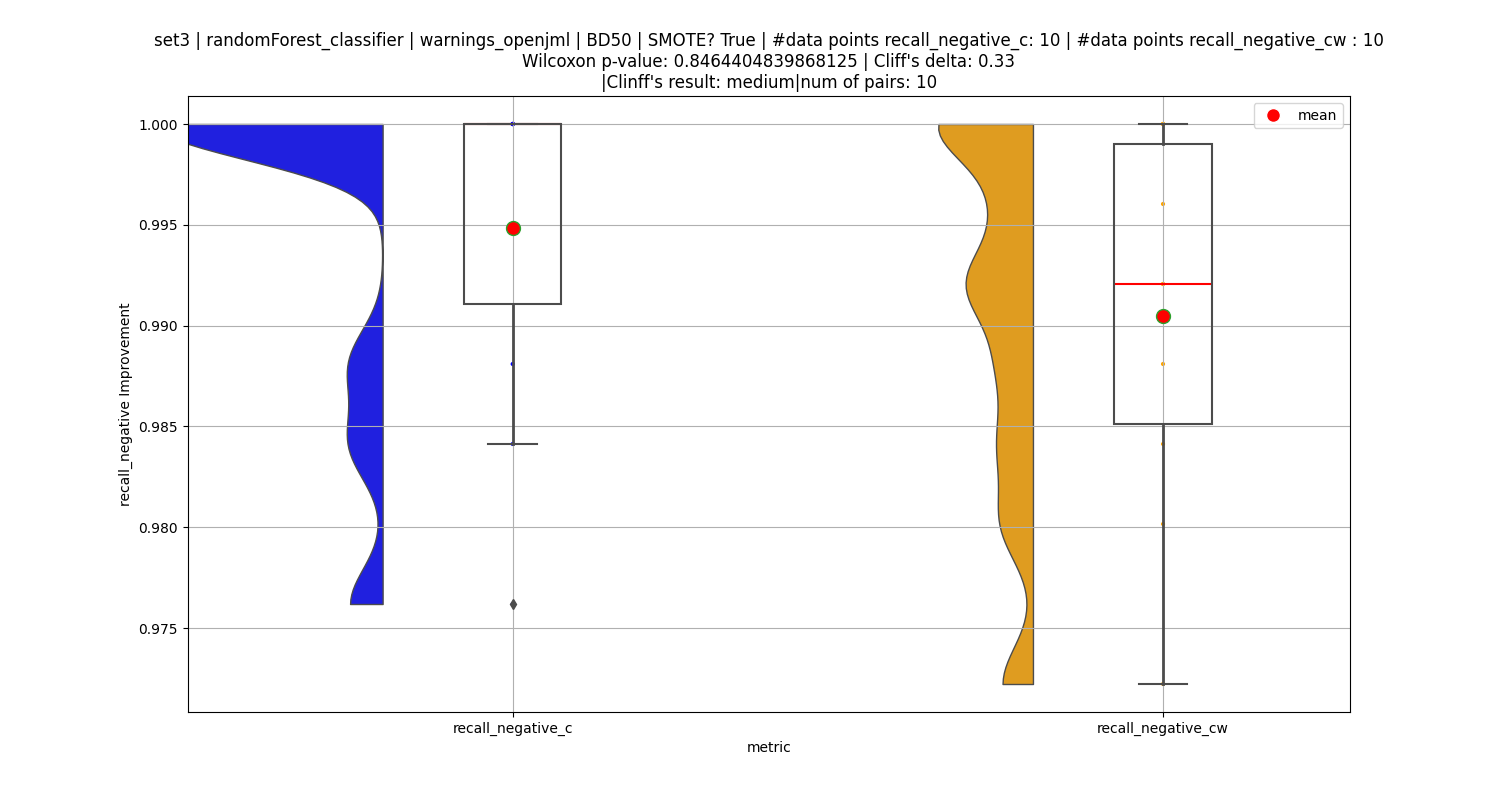 set3 | randomForest_classifier | warnings_openjml | BD50 | SMOTE? True | #data points recall_negative_c: 10 | #data points recall_negative_cw : 10
Wilcoxon p-value: 0.8464404839868125 | Cliff's delta: 0.33
|Clinff's result: medium|num of pairs: 10
mean
1.000
0.995
0.990
0.985
0.980
0.975
recall_negative Improvement
recall_negative_c
recall_negative_cw
metric